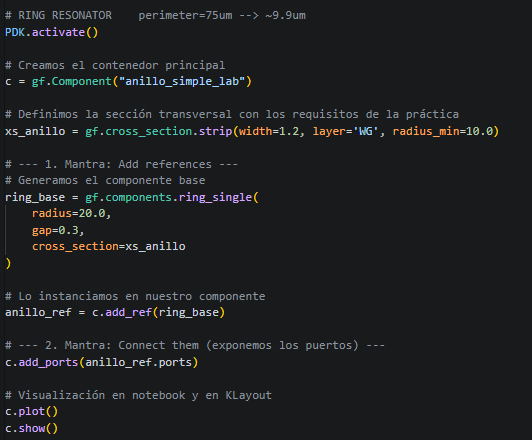 # RING RESONATOR    perimeter=75um --> ~9.9um
PDK.activate()
# Creamos el contenedor principal
c = gf.Component("anillo_simple_lab")
# Definimos la sección transversal con los requisitos de la práctica
xs_anillo = gf.cross_section.strip(width=1.2, layer='WG', radius_min=10.0)
# --- 1. Mantra: Add references ---
# Generamos el componente base
ring_base = gf.components.ring_single(
    radius=20.0,
    gap=0.3,
    cross_section=xs_anillo
)
# Lo instanciamos en nuestro componente
anillo_ref = c.add_ref(ring_base)
# --- 2. Mantra: Connect them (exponemos los puertos) ---
c.add_ports(anillo_ref.ports)
# Visualización en notebook y en KLayout
c.plot()
c.show()